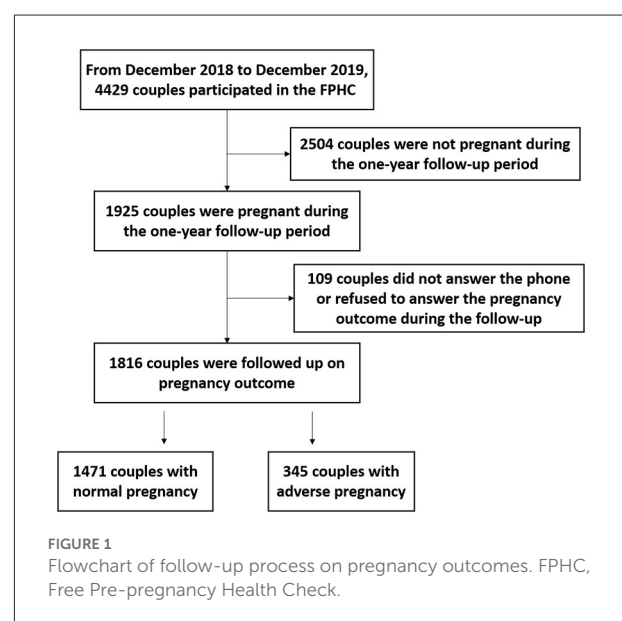 From December 2018 to December 2019,
4429 couples participated in the FPHC
2504 couples were not pregnant during
the one-year follow-up period
1925 couples were pregnant during
the one-year follow-up period
109 couples did not answer the phone
or refused to answer the pregnancy
outcome during the follow-up
1816 couples were followed up on
pregnancy outcome
1471 couples with
normal pregnancy
345 couples with
adverse pregnancy
FIGURE 1
Flowchart of follow-up process on pregnancy outcomes. FPHC,
Free Pre-pregnancy Health Check.